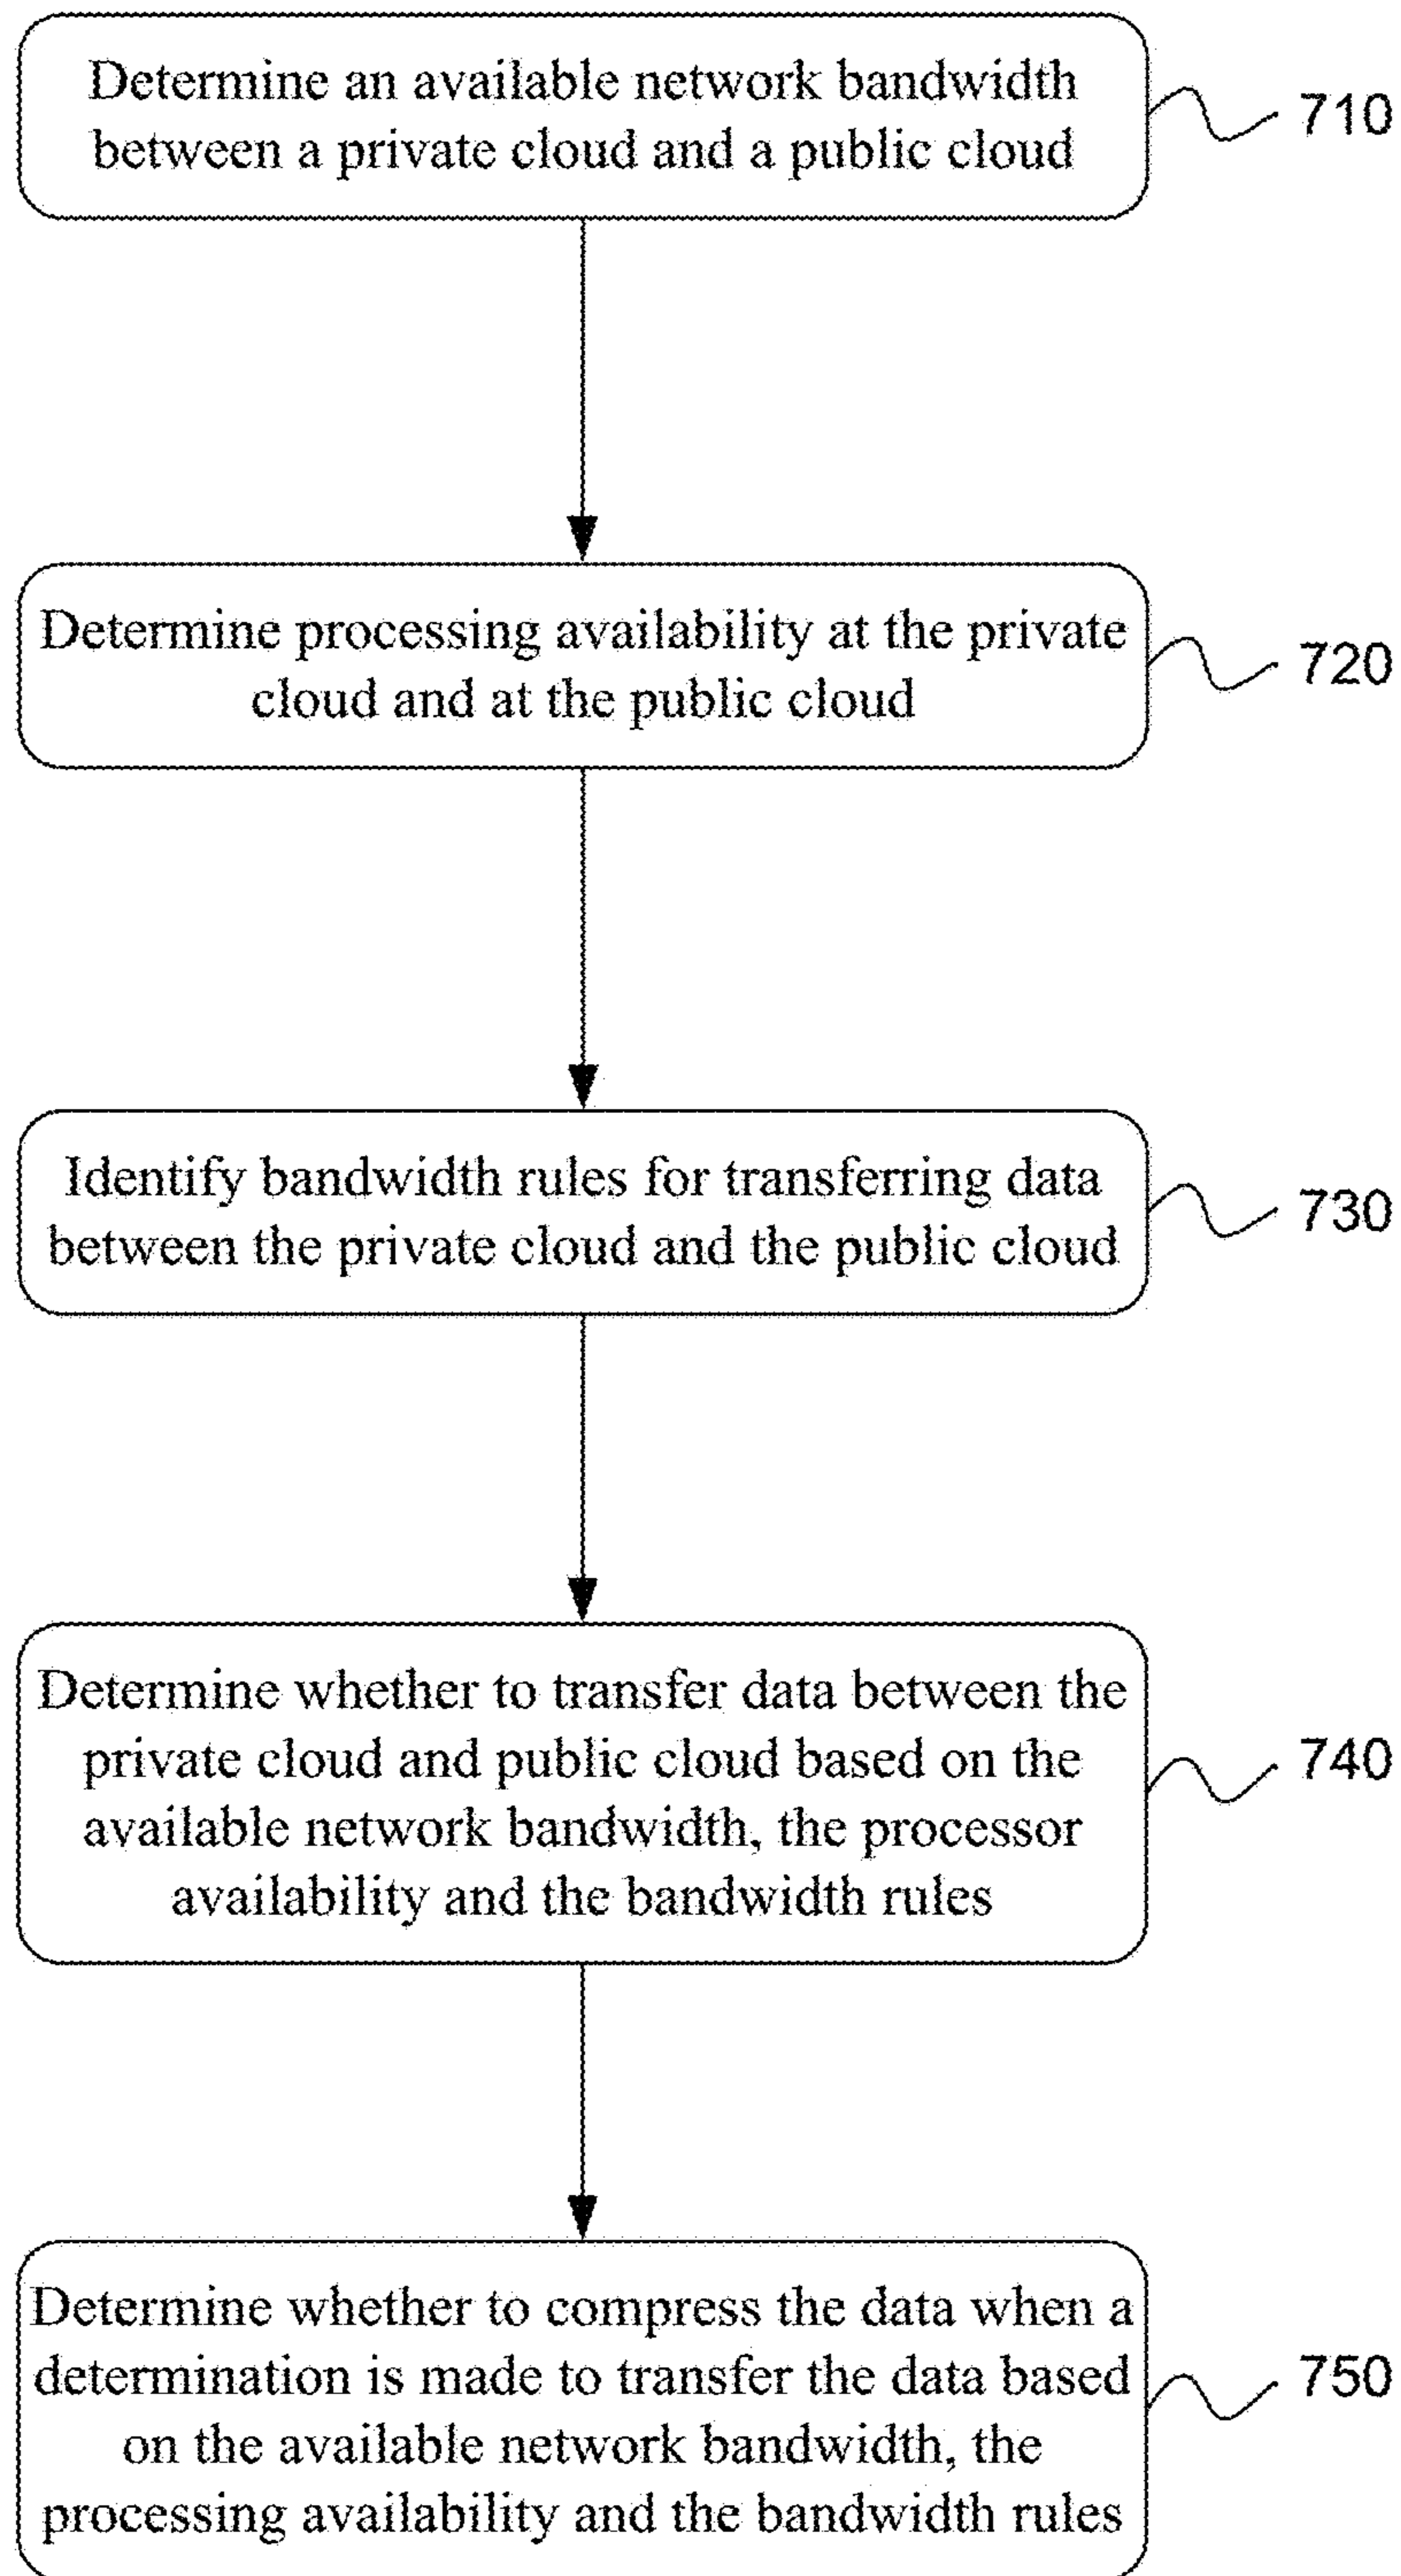 Determine an available network bandwidth
between a private cloud and a public cloud
710
Determine processing availability at the private
cloud and at the public cloud
720
Identify bandwidth rules for transferring data
between the private cloud and the public cloud
730
Determine whether to transfer data between the
private cloud and public cloud based on the
available network bandwidth, the processor
availability and the bandwidth rules
740
Determine whether to compress the data when a
determination is made to transfer the data based
on the available network bandwidth, the
processing availability and the bandwidth rules
750